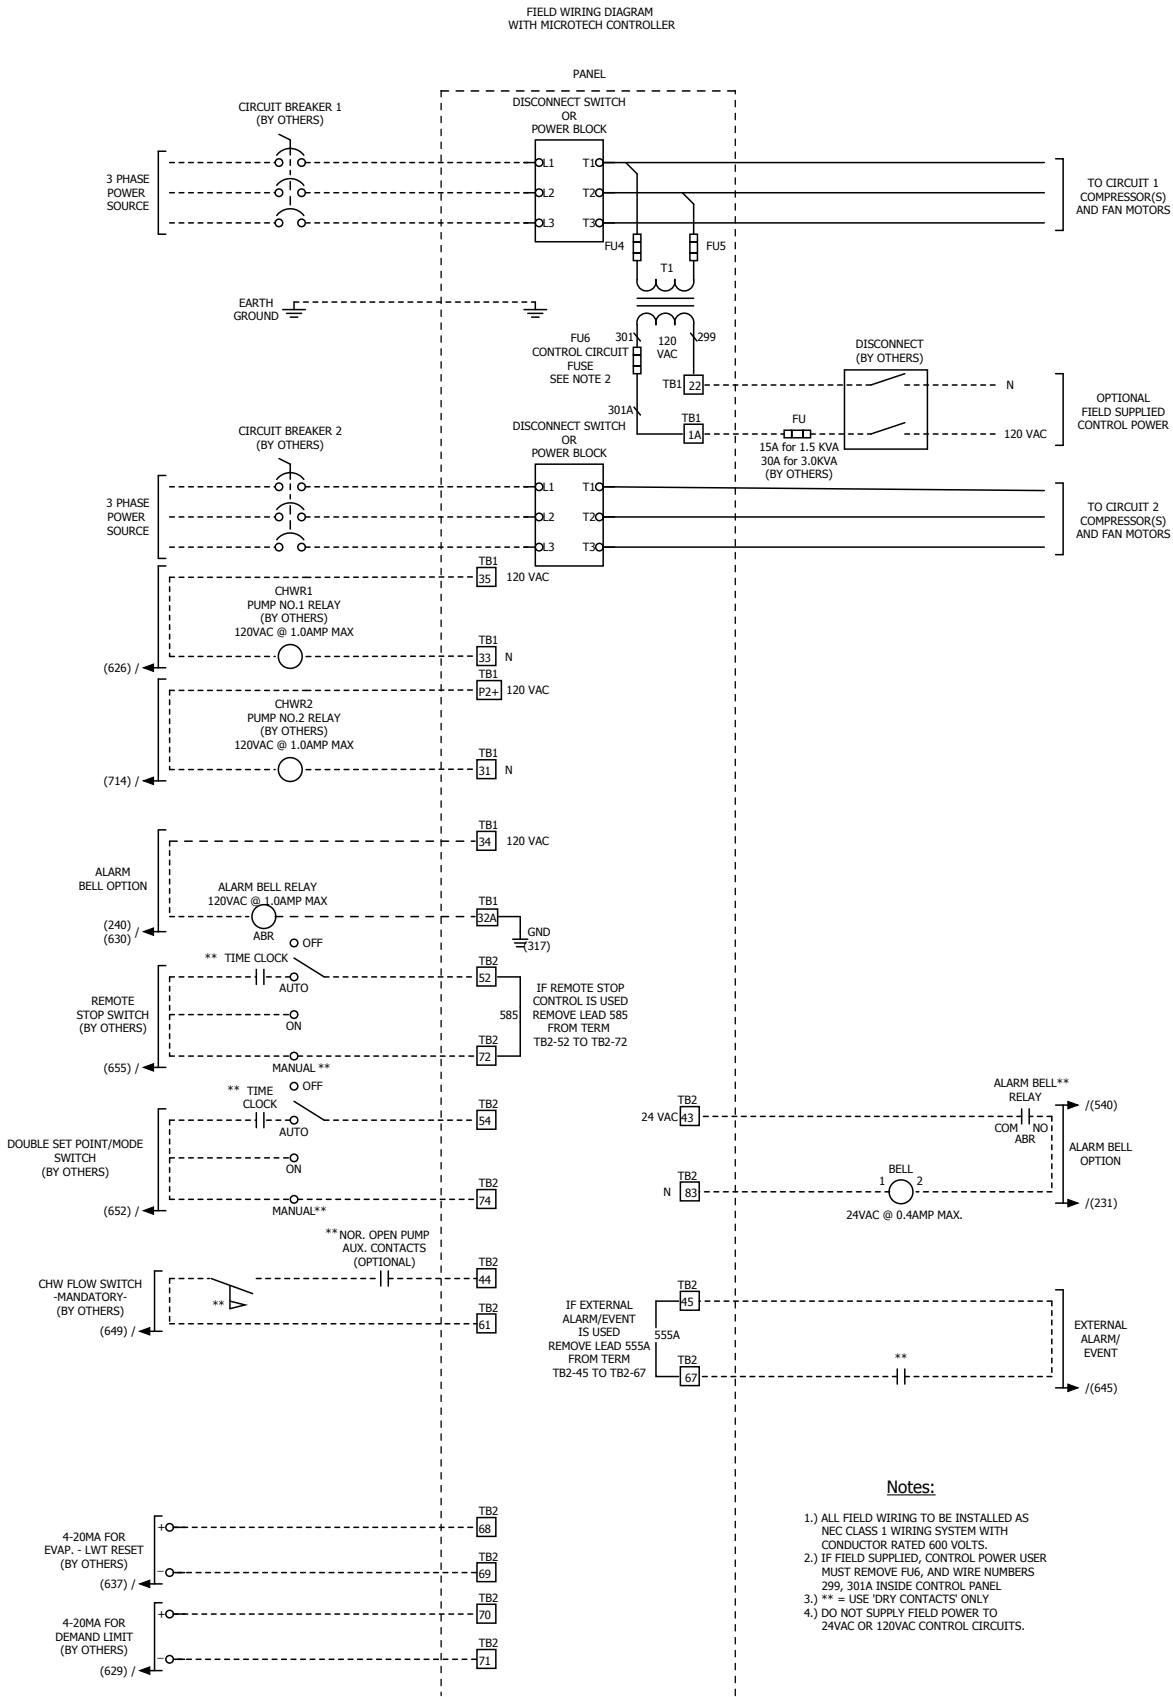 FIELD WIRING DIAGRAM
WITH MICROTECH CONTROLLER
PANEL
CIRCUIT BREAKER 1
(BY OTHERS)
DISCONNECT SWITCH
OR
POWER BLOCK
3 PHASE
POWER
SOURCE
L1
T1
L2
T2
L3
T3
TO CIRCUIT 1
COMPRESSOR(S)
AND FAN MOTORS
FU4
FU5
T1
EARTH
GROUND
301
120
VAC
299
FU6
CONTROL CIRCUIT
FUSE
SEE NOTE 2
TB1
22
301A
TB1
1A
DISCONNECT
(BY OTHERS)
N
120 VAC
FU
15A for 1.5 KVA
30A for 3.0KVA
(BY OTHERS)
OPTIONAL
FIELD SUPPLIED
CONTROL POWER
CIRCUIT BREAKER 2
(BY OTHERS)
DISCONNECT SWITCH
OR
POWER BLOCK
3 PHASE
POWER
SOURCE
L1
T1
L2
T2
L3
T3
TO CIRCUIT 2
COMPRESSOR(S)
AND FAN MOTORS
TB1
35
120 VAC
CHWR1
PUMP NO.1 RELAY
(BY OTHERS)
120VAC @ 1.0AMP MAX
TB1
33
N
(626) /
TB1
P2+
120 VAC
CHWR2
PUMP NO.2 RELAY
(BY OTHERS)
120VAC @ 1.0AMP MAX
TB1
31
N
(714) /
TB1
34
120 VAC
ALARM
BELL OPTION
ALARM BELL RELAY
120VAC @ 1.0AMP MAX
ABR
TB1
32A
GND
(317)
(240)
(630) /
OFF
** TIME CLOCK
AUTO
ON
MANUAL **
TB2
52
585
TB2
72
IF REMOTE STOP
CONTROL IS USED
REMOVE LEAD 585
FROM TERM
TB2-52 TO TB2-72
REMOTE
STOP SWITCH
(BY OTHERS)
(655) /
OFF
** TIME
CLOCK
AUTO
ON
MANUAL**
TB2
54
TB2
74
DOUBLE SET POINT/MODE
SWITCH
(BY OTHERS)
(652) /
24 VAC
TB2
43
ALARM BELL**
RELAY
COM NO
ABR
/(540)
ALARM BELL
OPTION
N
TB2
83
BELL
1
2
24VAC @ 0.4AMP MAX.
/(231)
**NOR. OPEN PUMP
AUX. CONTACTS
(OPTIONAL)
CHW FLOW SWITCH
-MANDATORY-
(BY OTHERS)
(649) /
**
TB2
44
TB2
61
IF EXTERNAL
ALARM/EVENT
IS USED
REMOVE LEAD 555A
FROM TERM
TB2-45 TO TB2-67
TB2
45
555A
TB2
67
**
EXTERNAL
ALARM/
EVENT
/(645)
4-20MA FOR
EVAP. - LWT RESET
(BY OTHERS)
(637) /
+
−
TB2
68
TB2
69
4-20MA FOR
DEMAND LIMIT
(BY OTHERS)
(629) /
+
−
TB2
70
TB2
71
Notes:
1.) ALL FIELD WIRING TO BE INSTALLED AS
NEC CLASS 1 WIRING SYSTEM WITH
CONDUCTOR RATED 600 VOLTS.
2.) IF FIELD SUPPLIED, CONTROL POWER USER
MUST REMOVE FU6, AND WIRE NUMBERS
299, 301A INSIDE CONTROL PANEL
3.) ** = USE 'DRY CONTACTS' ONLY
4.) DO NOT SUPPLY FIELD POWER TO
24VAC OR 120VAC CONTROL CIRCUITS.